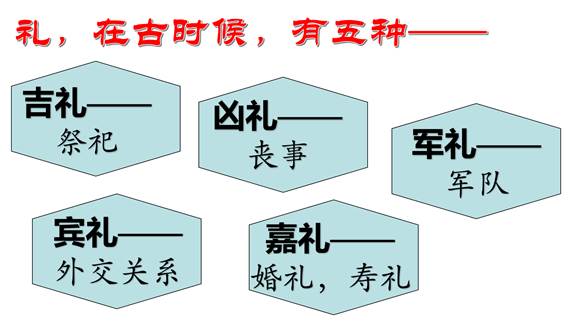 礼，在古时候，有五种——
吉礼——
祭祀
凶礼——
丧事
军礼——
军队
宾礼——
外交关系
嘉礼——
婚礼，寿礼